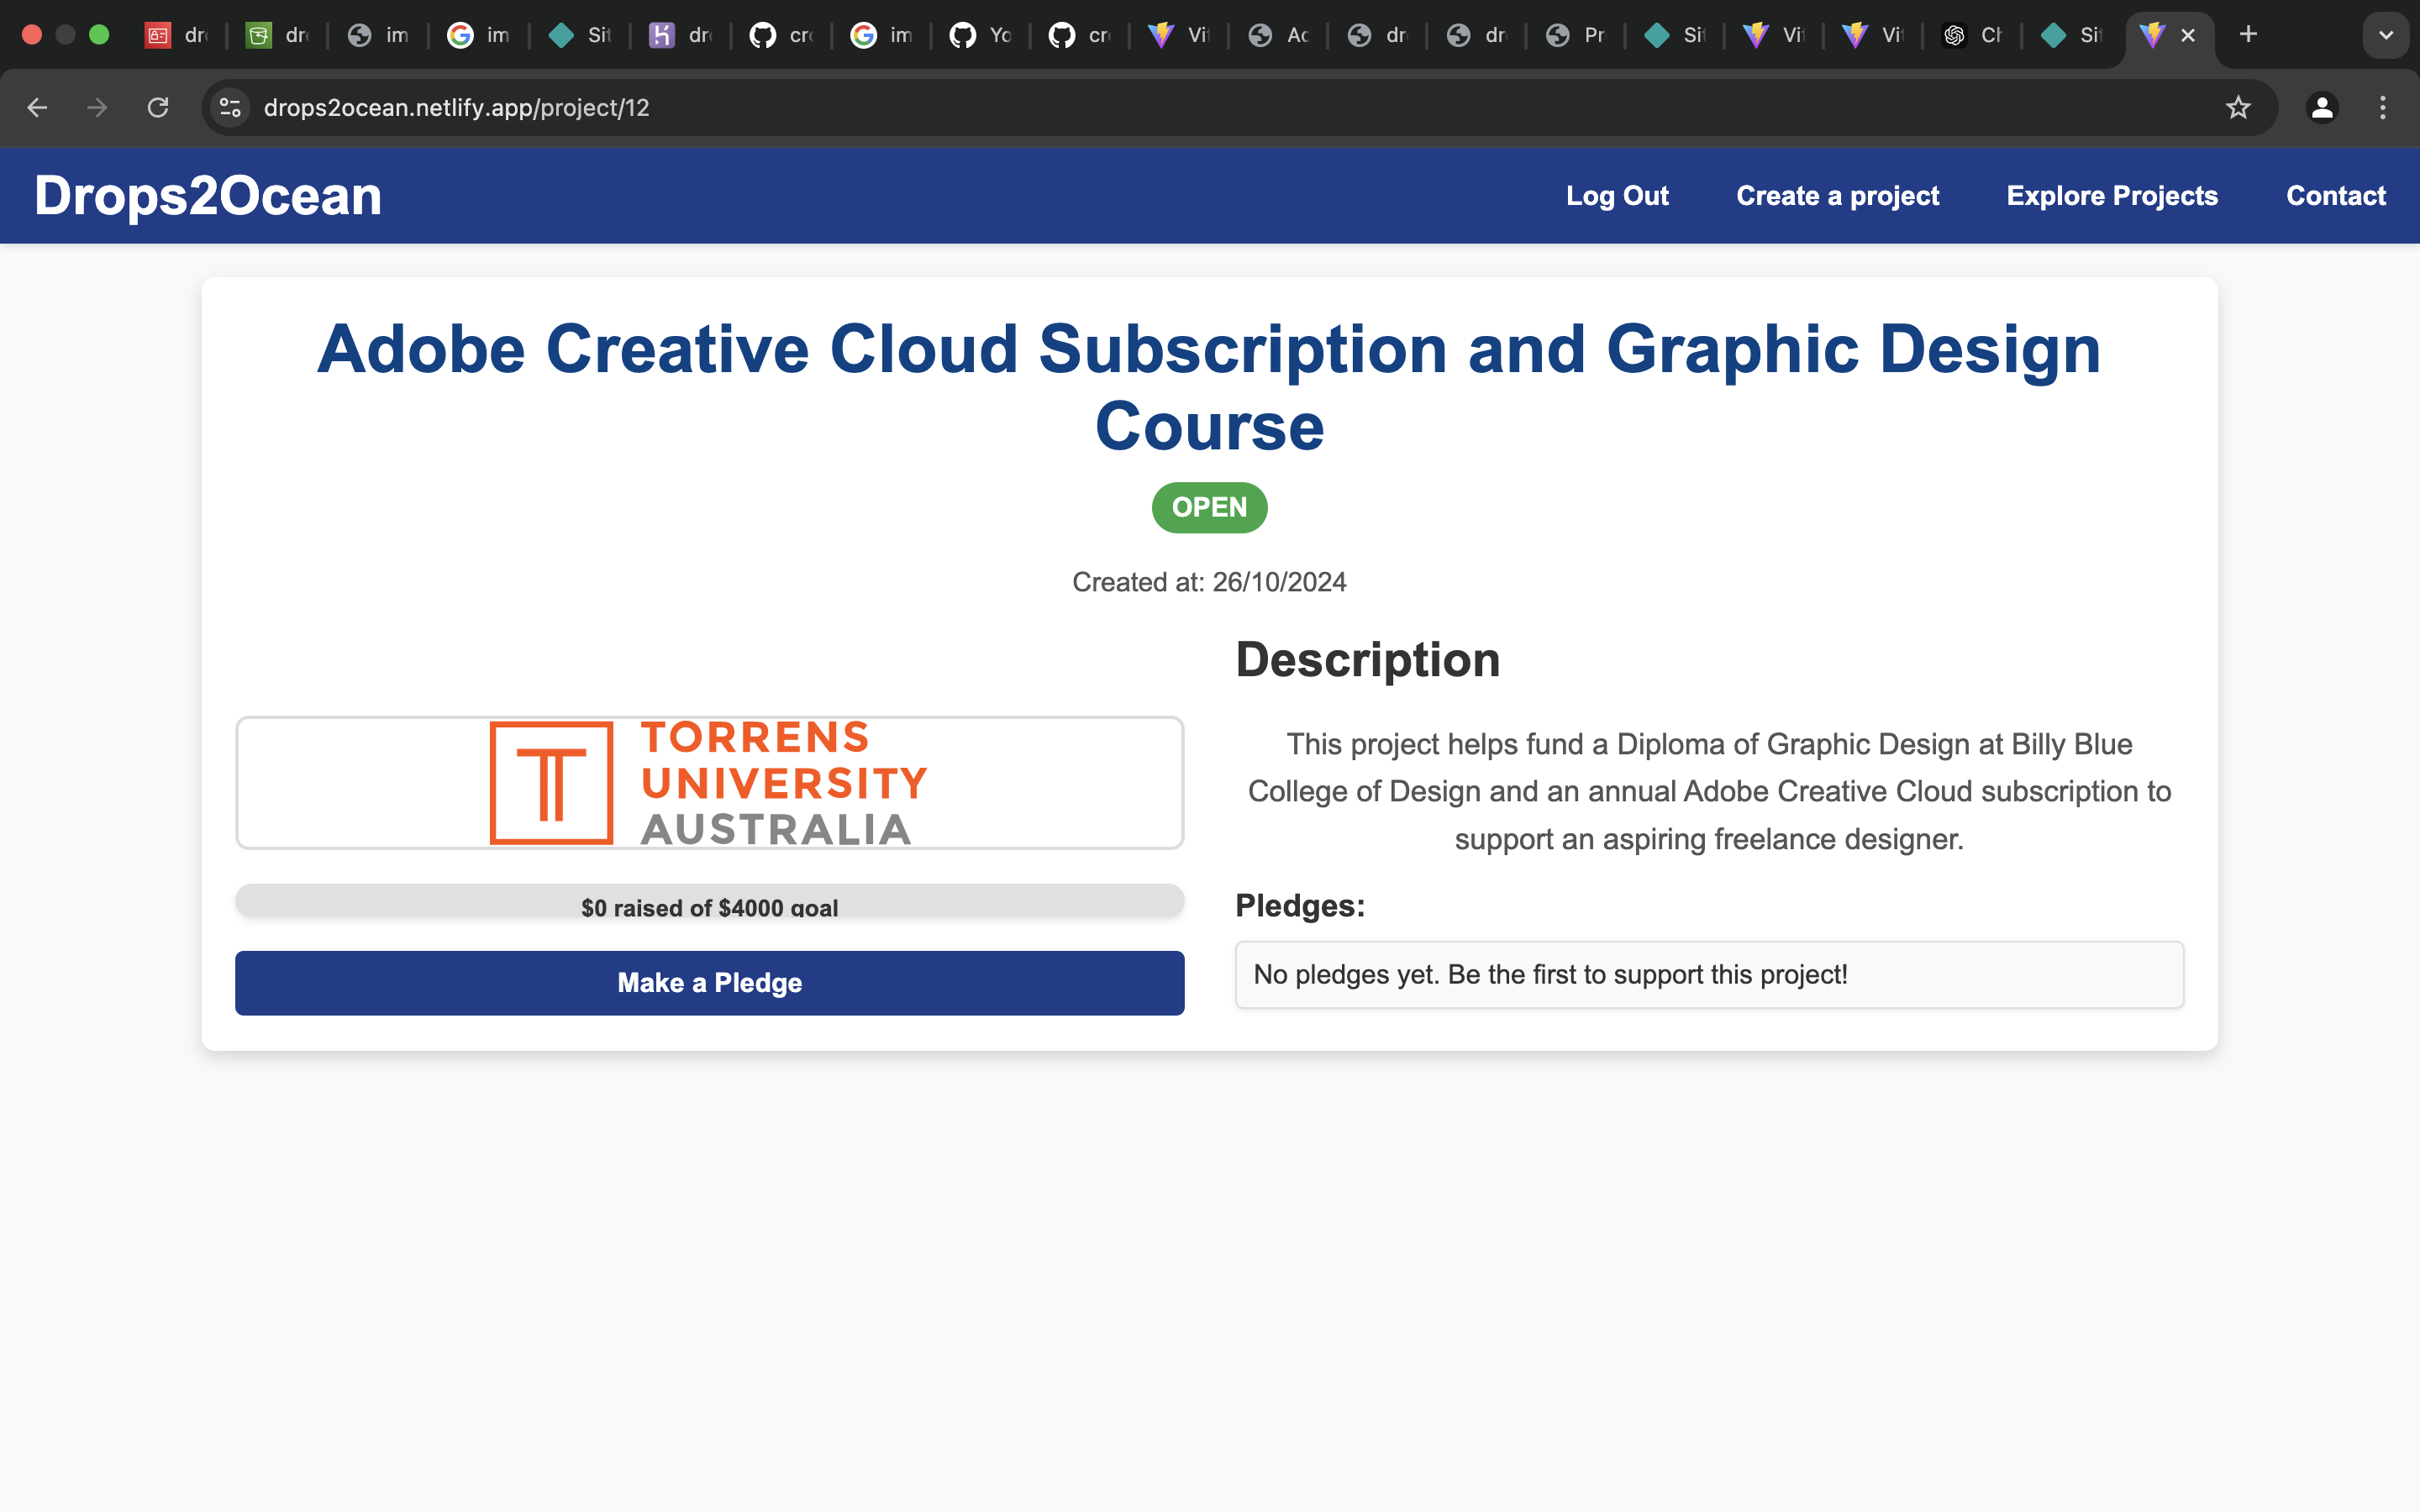 dr
dr
im
im
Sit
dr
cr
im
Yo
cr
Vi
Ac
dr
dr
Pr
Si
Vi
Vi
Ch
Si
drops2ocean.netlify.app/project/12
Drops2Ocean
Log Out
Create a project
Explore Projects
Contact
Adobe Creative Cloud Subscription and Graphic Design
Course
OPEN
Created at: 26/10/2024
TORRENS
UNIVERSITY
AUSTRALIA
$0 raised of $4000 goal
Make a Pledge
Description
This project helps fund a Diploma of Graphic Design at Billy Blue
College of Design and an annual Adobe Creative Cloud subscription to
support an aspiring freelance designer.
Pledges:
No pledges yet. Be the first to support this project!